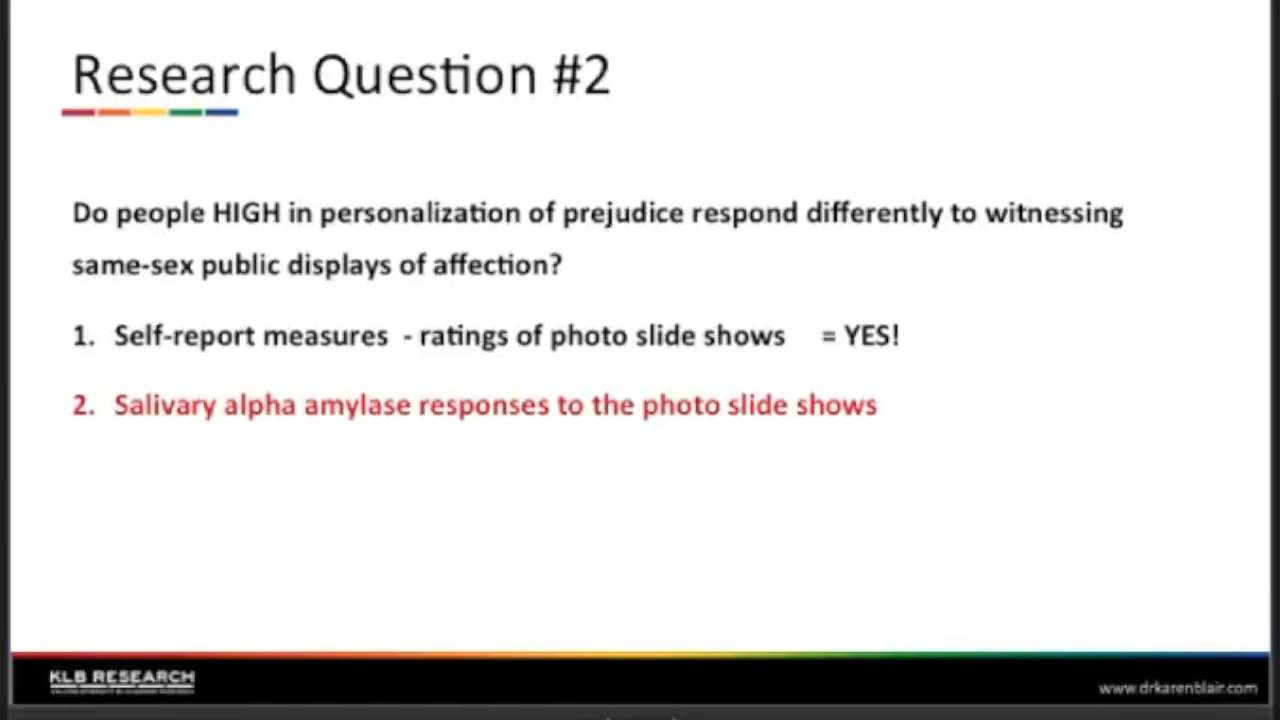 Research Question #2
Do people HIGH in personalization of prejudice respond differently to witnessing
same-sex public displays of affection?
1. Self-report measures - ratings of photo slide shows = YES!
2. Salivary alpha amylase responses to the photo slide shows
KLB RESEARCH
www.drkarenblair.com